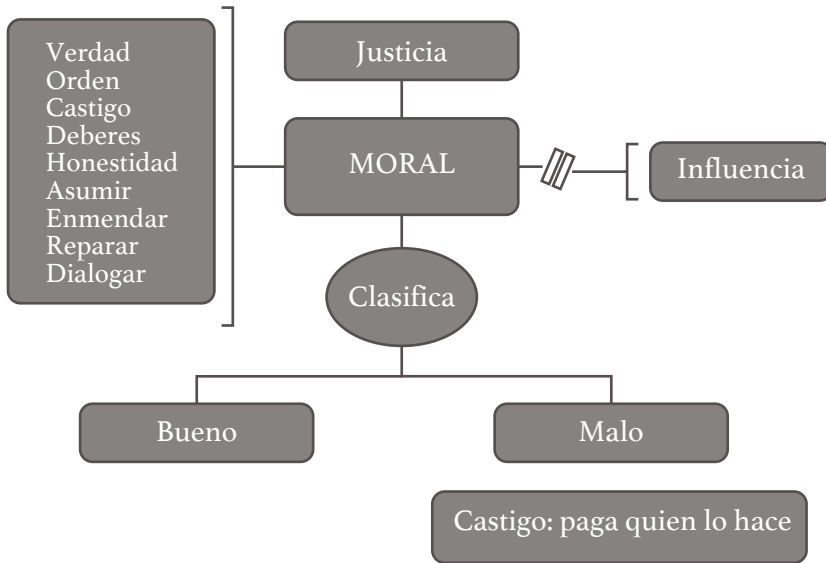 Verdad
Orden
Castigo
Deberes
Honestidad
Asumir
Enmendar
Reparar
Dialogar
Justicia
MORAL
Influencia
Clasifica
Bueno
Malo
Castigo: paga quien lo hace